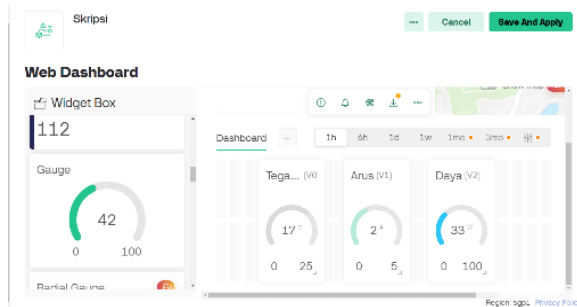 Skripsi
... Cancel Save And Apply
Web Dashboard
Widget Box
112
Gauge
42
0 100
Radial Gauge
Dashboard + 1h 6h 1d 1w 1mo 3mo
Tega... (V0 Arus (V1) Daya (V2)
17 V 2 A 33 W
0 25 0 5 0 100
Region: sgp1 Privacy Polic